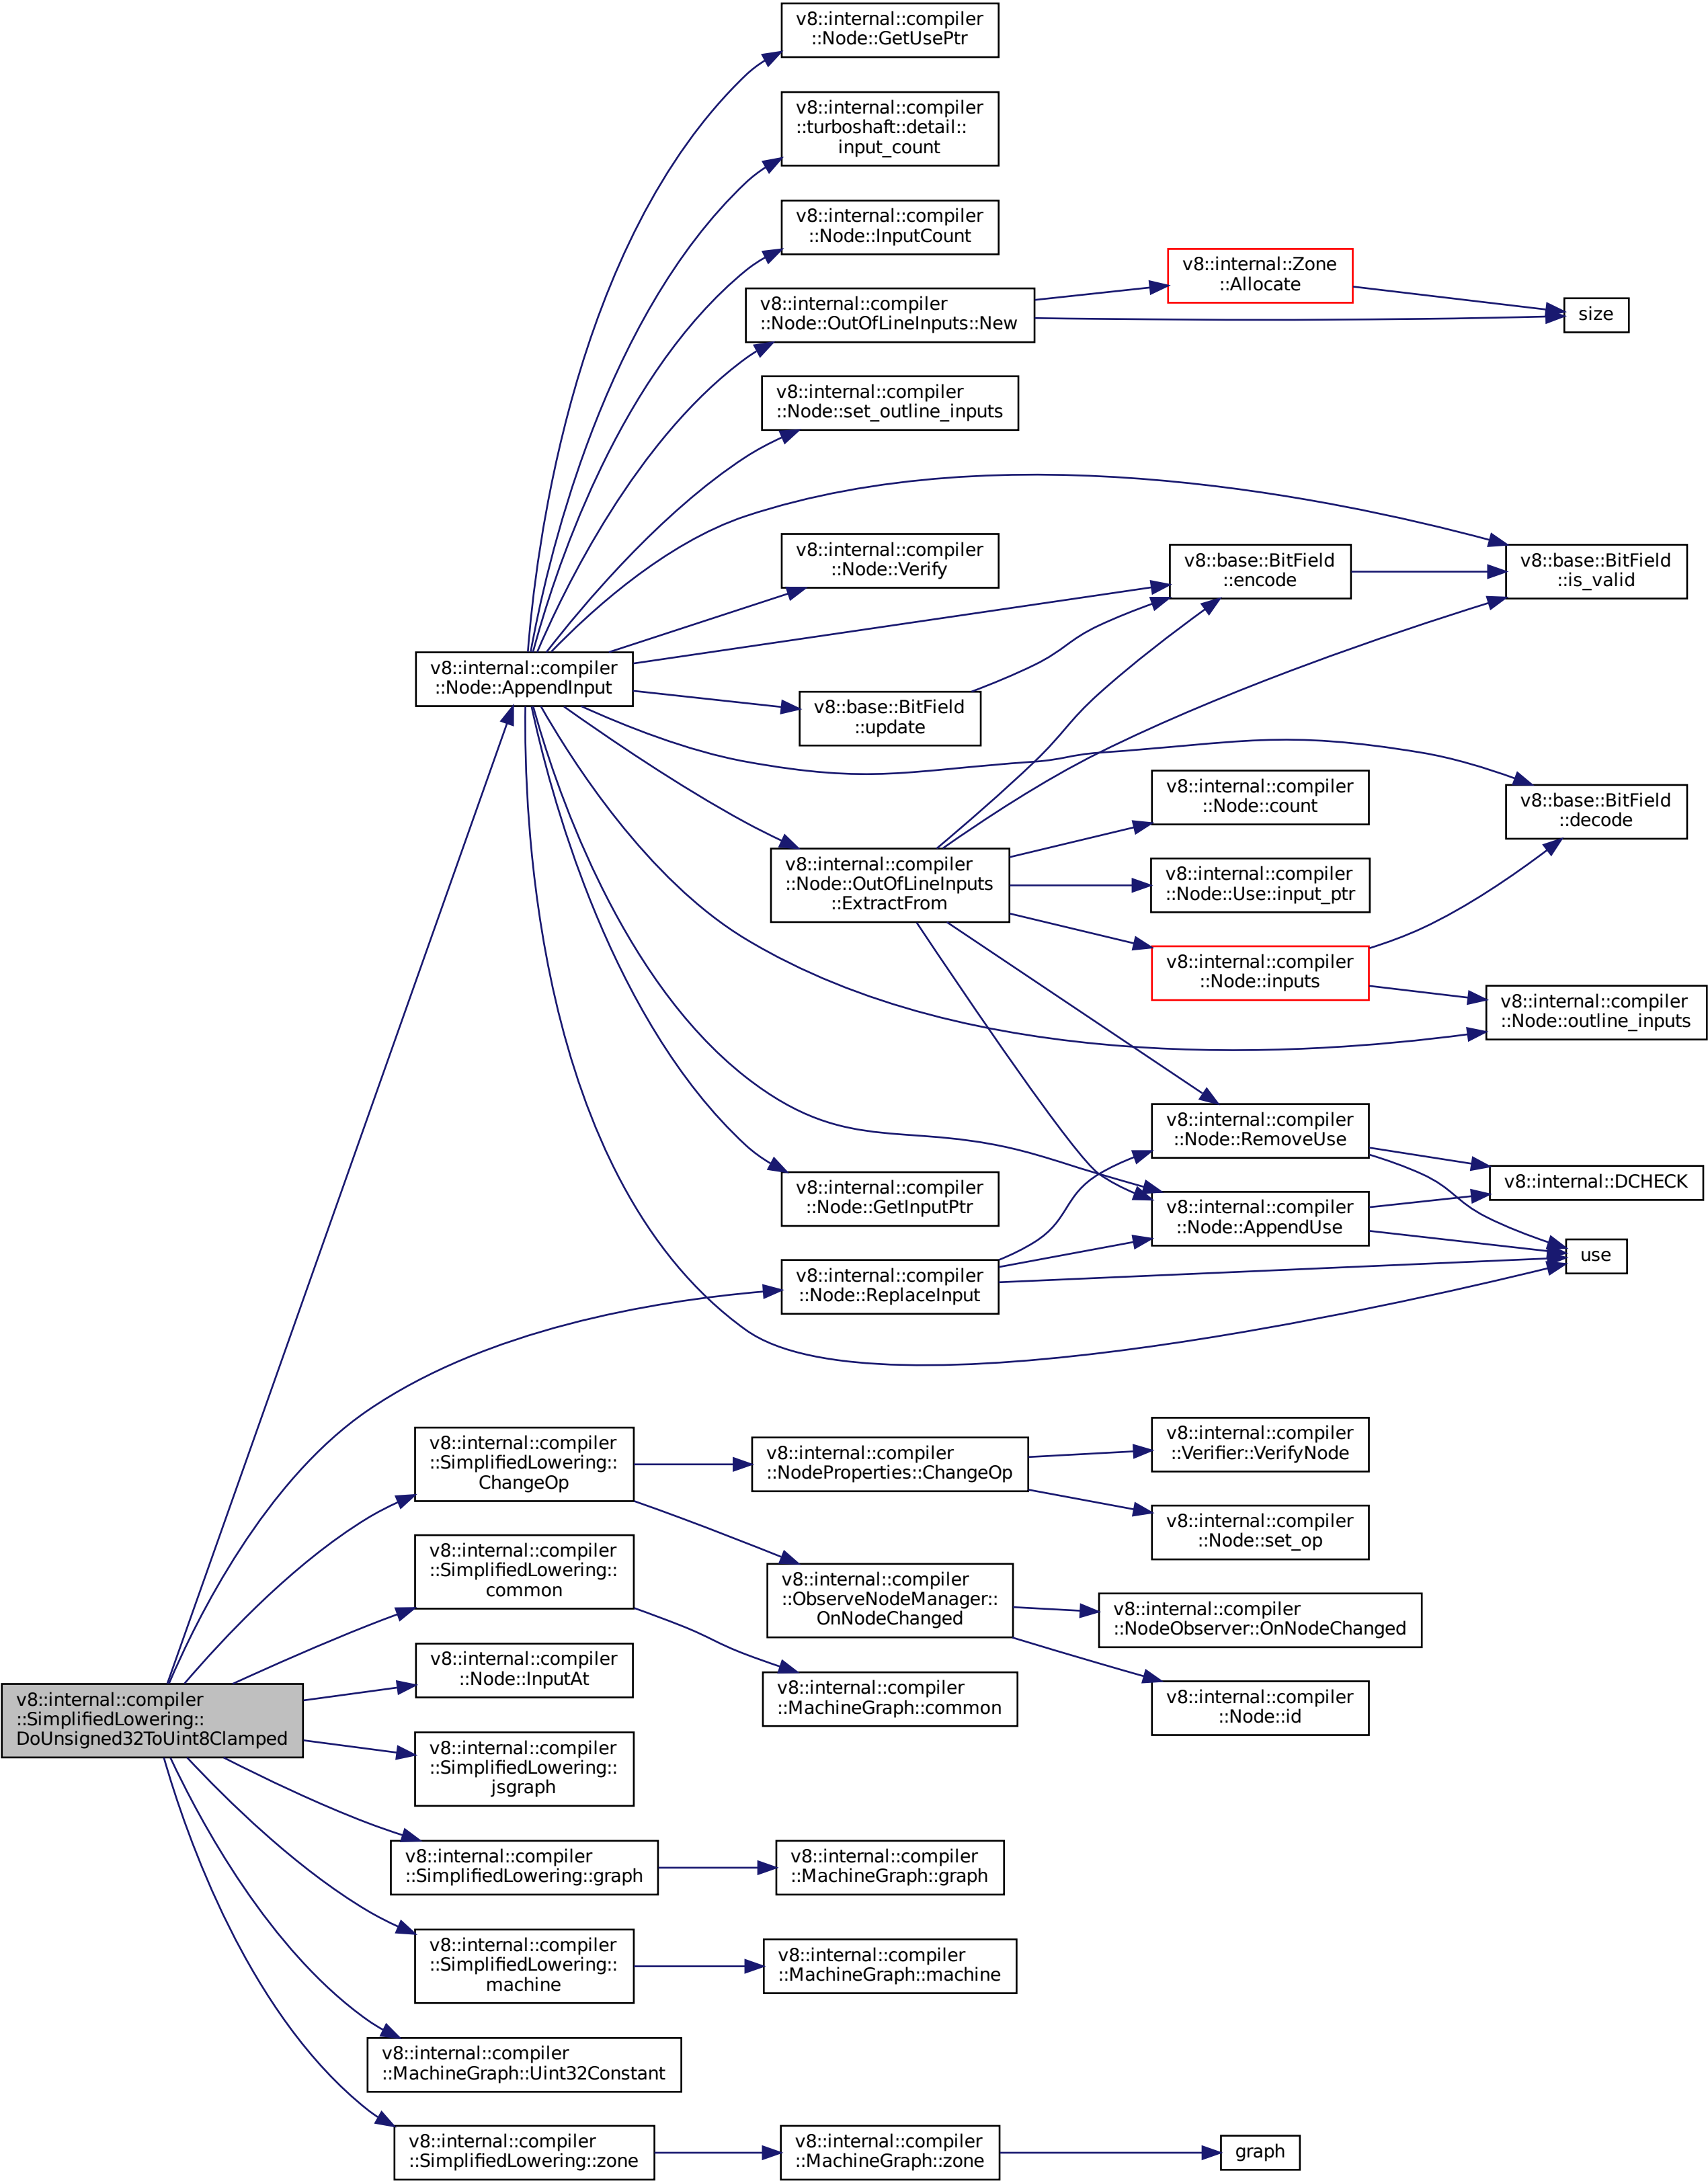 v8::internal::compiler
::Node::GetUsePtr
v8::internal::compiler
::turboshaft::detail::
input_count
v8::internal::compiler
::Node::InputCount
v8::internal::Zone
::Allocate
v8::internal::compiler
::Node::OutOfLineInputs::New
size
v8::internal::compiler
::Node::set_outline_inputs
v8::internal::compiler
::Node::Verify
v8::base::BitField
::encode
v8::base::BitField
::is_valid
v8::internal::compiler
::Node::AppendInput
v8::base::BitField
::update
v8::internal::compiler
::Node::count
v8::base::BitField
::decode
v8::internal::compiler
::Node::OutOfLineInputs
::ExtractFrom
v8::internal::compiler
::Node::Use::input_ptr
v8::internal::compiler
::Node::inputs
v8::internal::compiler
::Node::outline_inputs
v8::internal::compiler
::Node::RemoveUse
v8::internal::DCHECK
v8::internal::compiler
::Node::GetInputPtr
v8::internal::compiler
::Node::AppendUse
use
v8::internal::compiler
::Node::ReplaceInput
v8::internal::compiler
::SimplifiedLowering::
ChangeOp
v8::internal::compiler
::NodeProperties::ChangeOp
v8::internal::compiler
::Verifier::VerifyNode
v8::internal::compiler
::Node::set_op
v8::internal::compiler
::SimplifiedLowering::
common
v8::internal::compiler
::ObserveNodeManager::
OnNodeChanged
v8::internal::compiler
::NodeObserver::OnNodeChanged
v8::internal::compiler
::Node::InputAt
v8::internal::compiler
::MachineGraph::common
v8::internal::compiler
::Node::id
v8::internal::compiler
::SimplifiedLowering::
DoUnsigned32ToUint8Clamped
v8::internal::compiler
::SimplifiedLowering::
jsgraph
v8::internal::compiler
::SimplifiedLowering::graph
v8::internal::compiler
::MachineGraph::graph
v8::internal::compiler
::SimplifiedLowering::
machine
v8::internal::compiler
::MachineGraph::machine
v8::internal::compiler
::MachineGraph::Uint32Constant
v8::internal::compiler
::SimplifiedLowering::zone
v8::internal::compiler
::MachineGraph::zone
graph